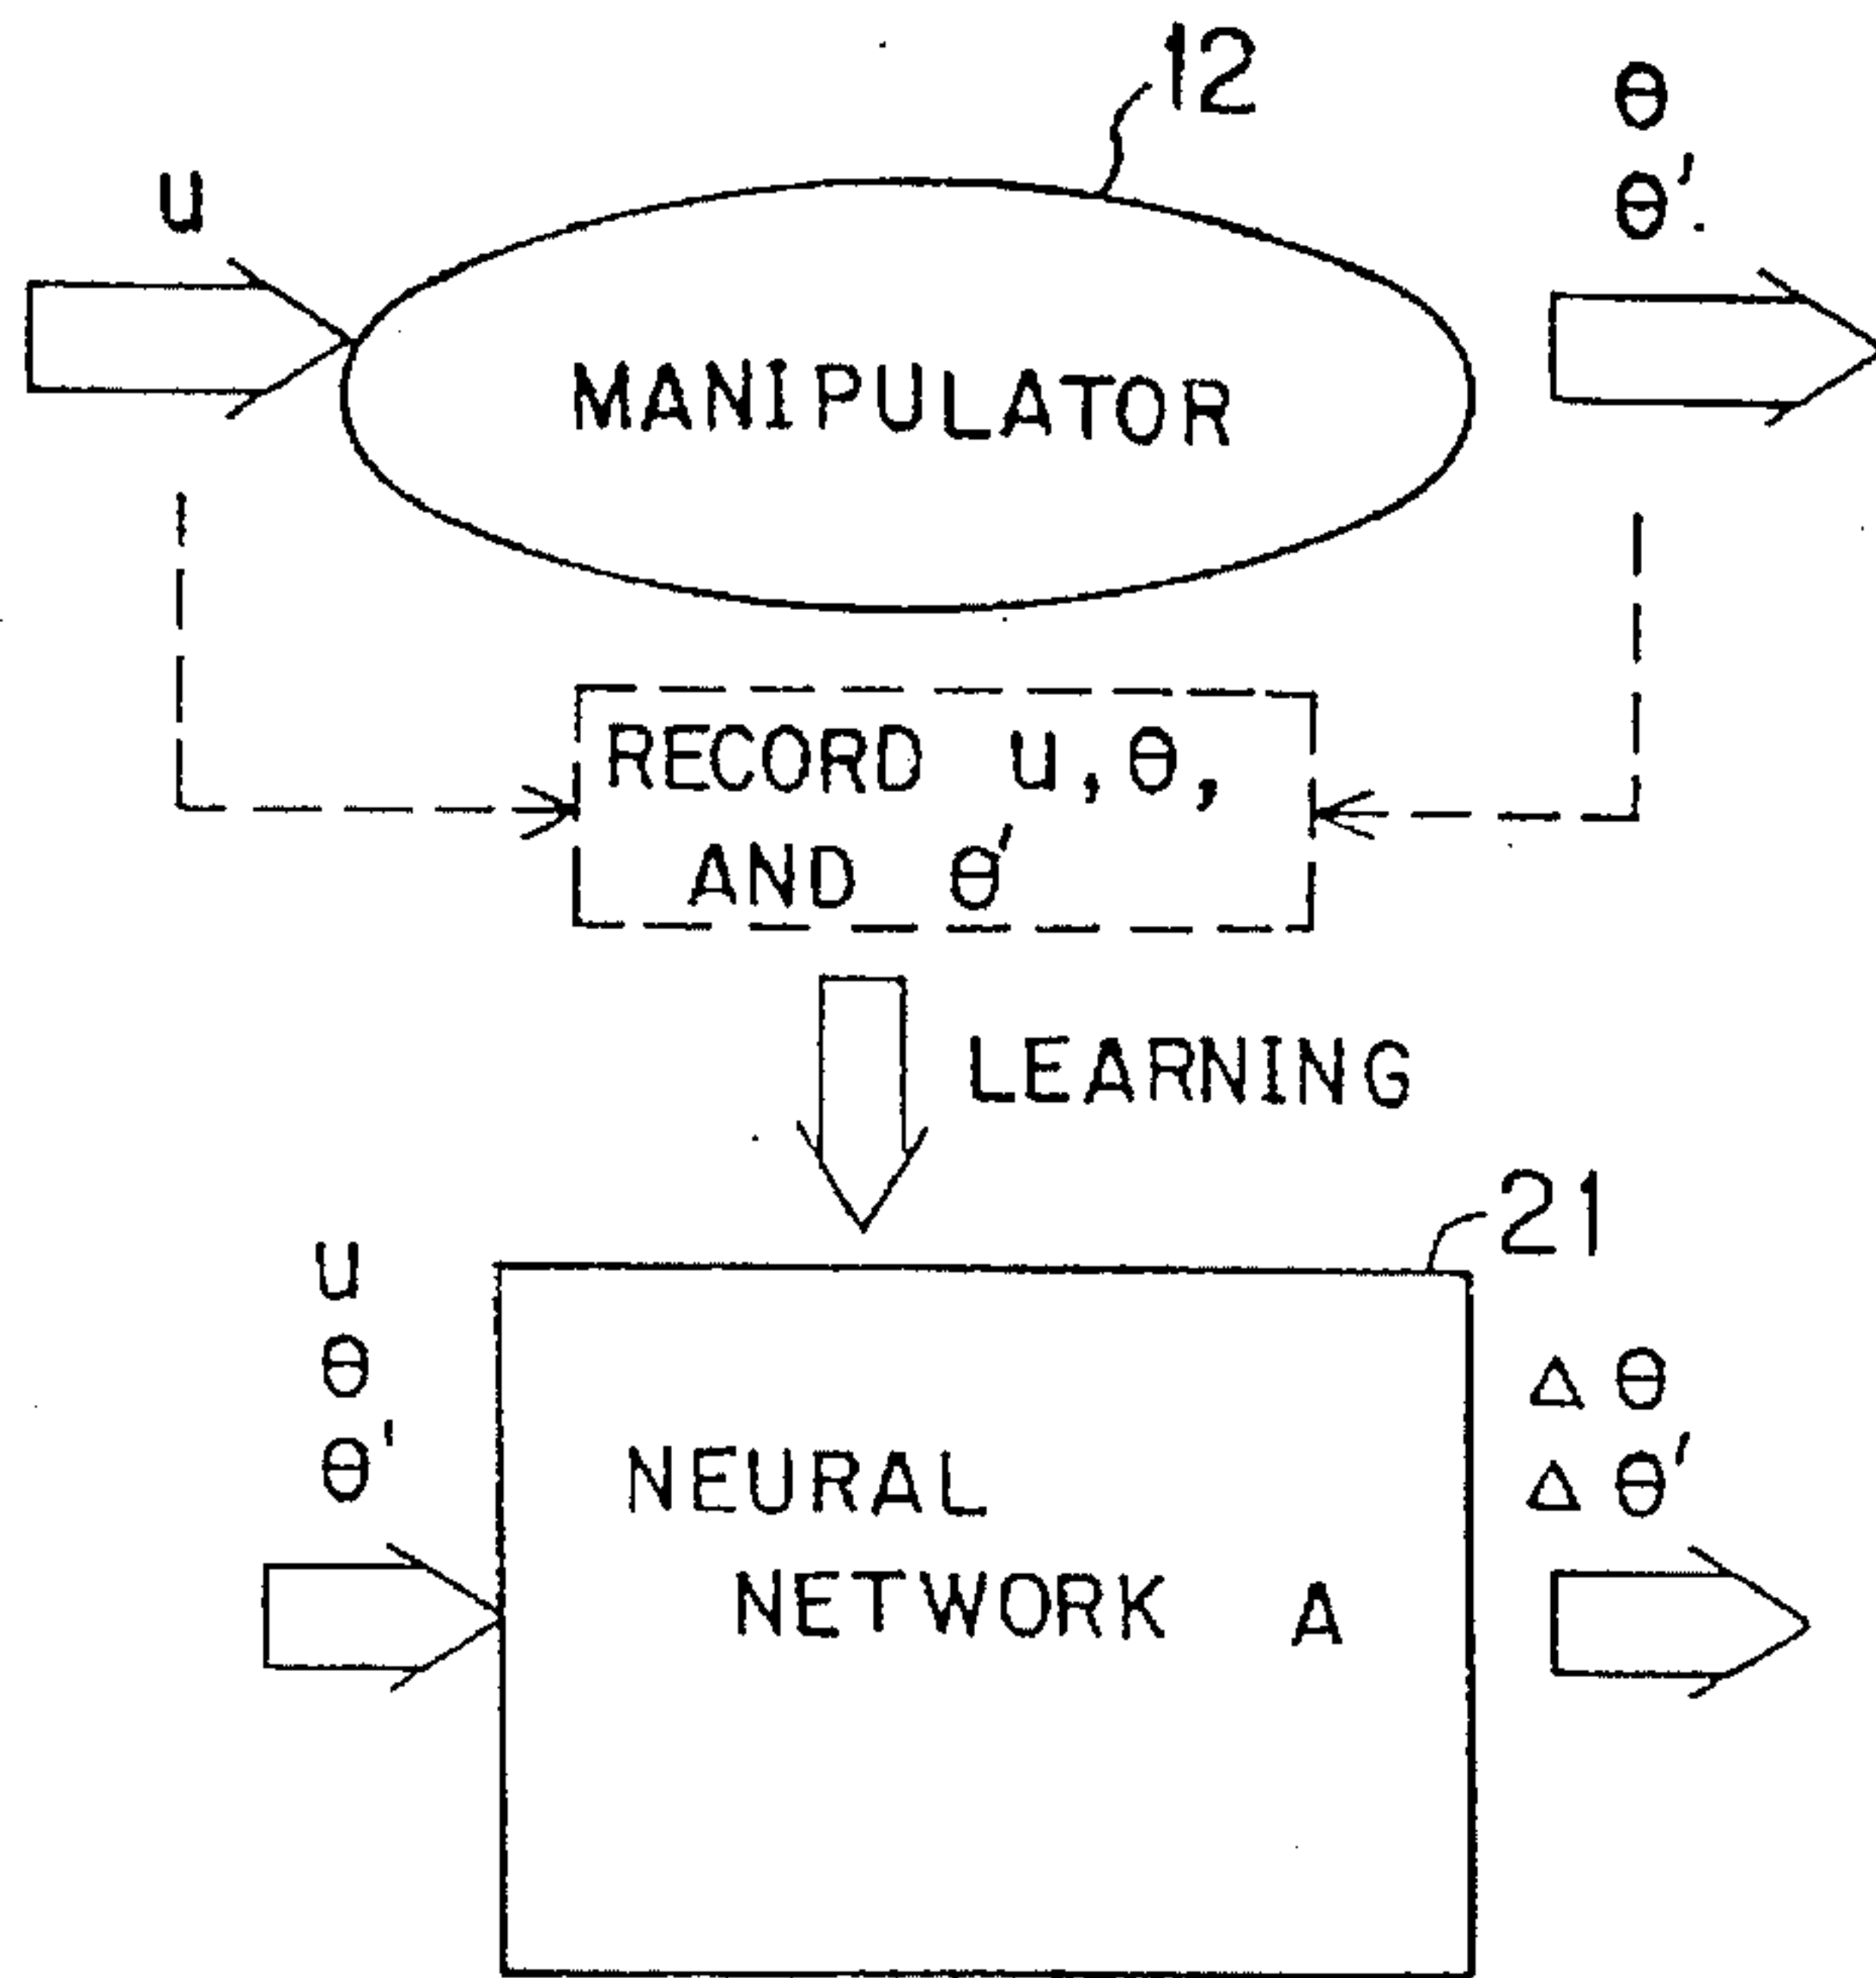 12
θ
u
θ'.
MANIPULATOR
RECORD u, θ,
AND θ'
LEARNING
21
u
θ
θ'
Δθ
Δθ'
NEURAL
NETWORK A